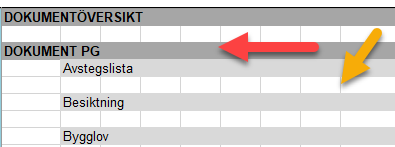 DOKUMENTÖVERSIKT
DOKUMENT PG
Avstegslista
Besiktning
Bygglov